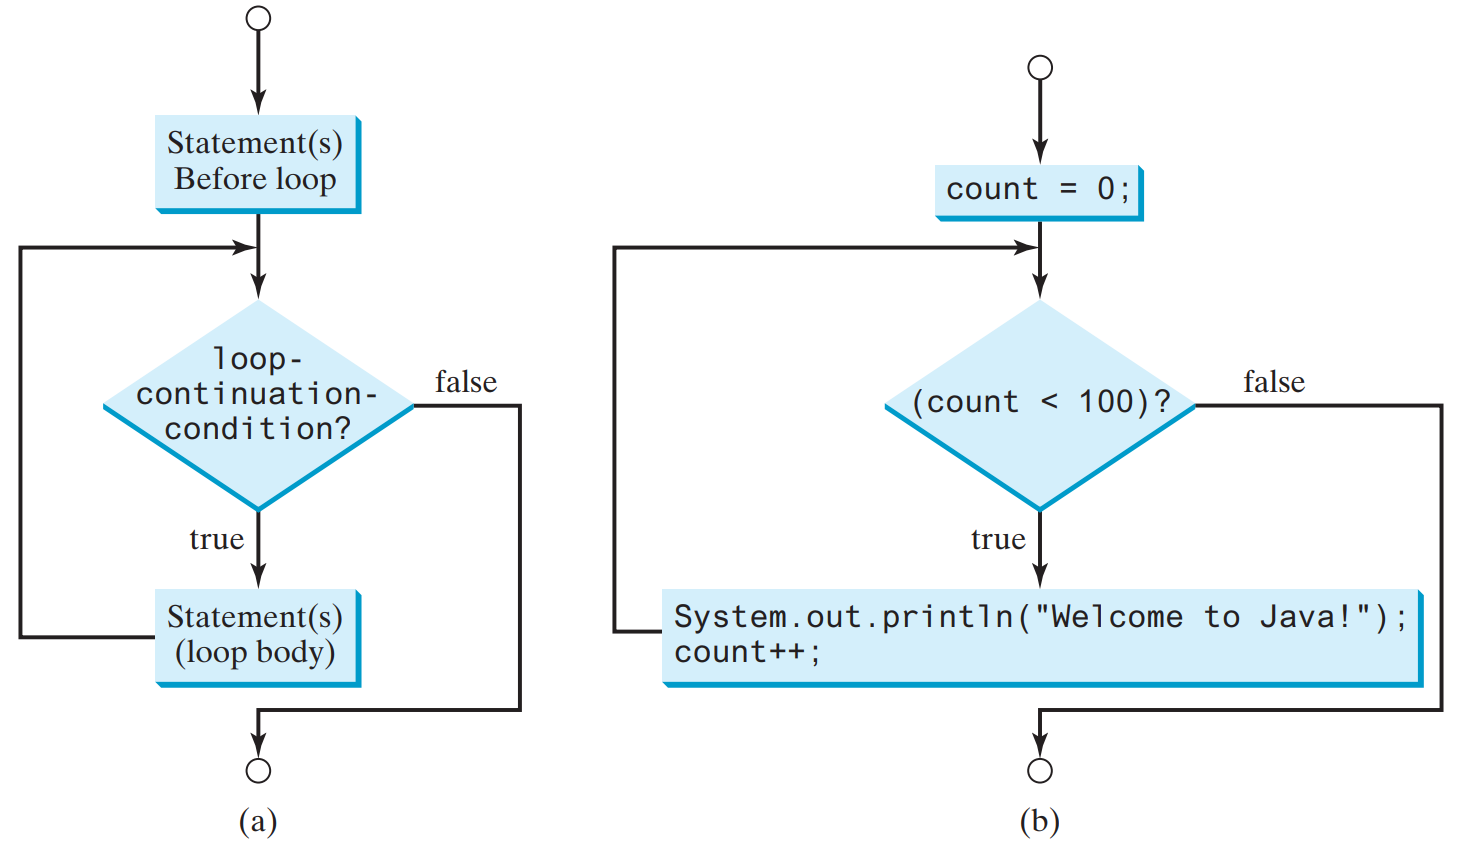 Statement(s)
Before loop
loop-
continuation-
condition?
false
true
Statement(s)
(loop body)
(a)
count = 0;
(count < 100)?
false
true
System.out.println("Welcome to Java!");
count++;
(b)